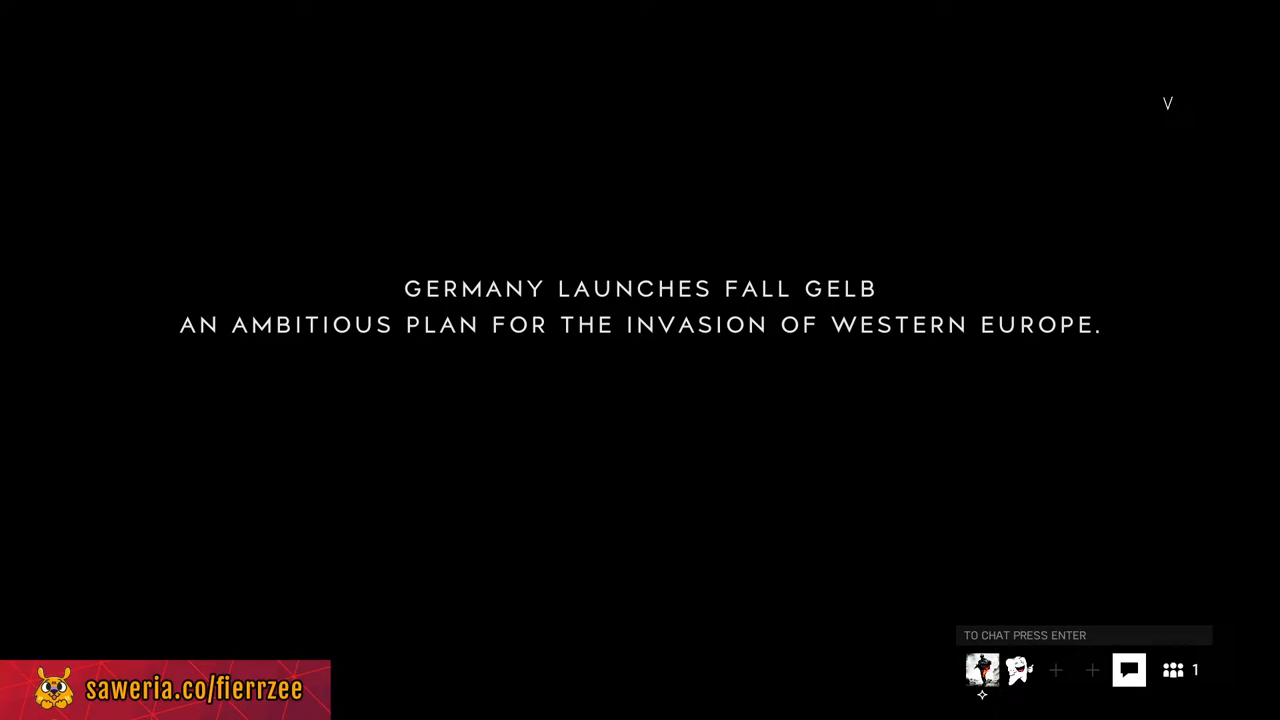 V
GERMANY LAUNCHES FALL GELB
AN AMBITIOUS PLAN FOR THE INVASION OF WESTERN EUROPE.
TO CHAT PRESS ENTER
1
saweria.co/fierrzee